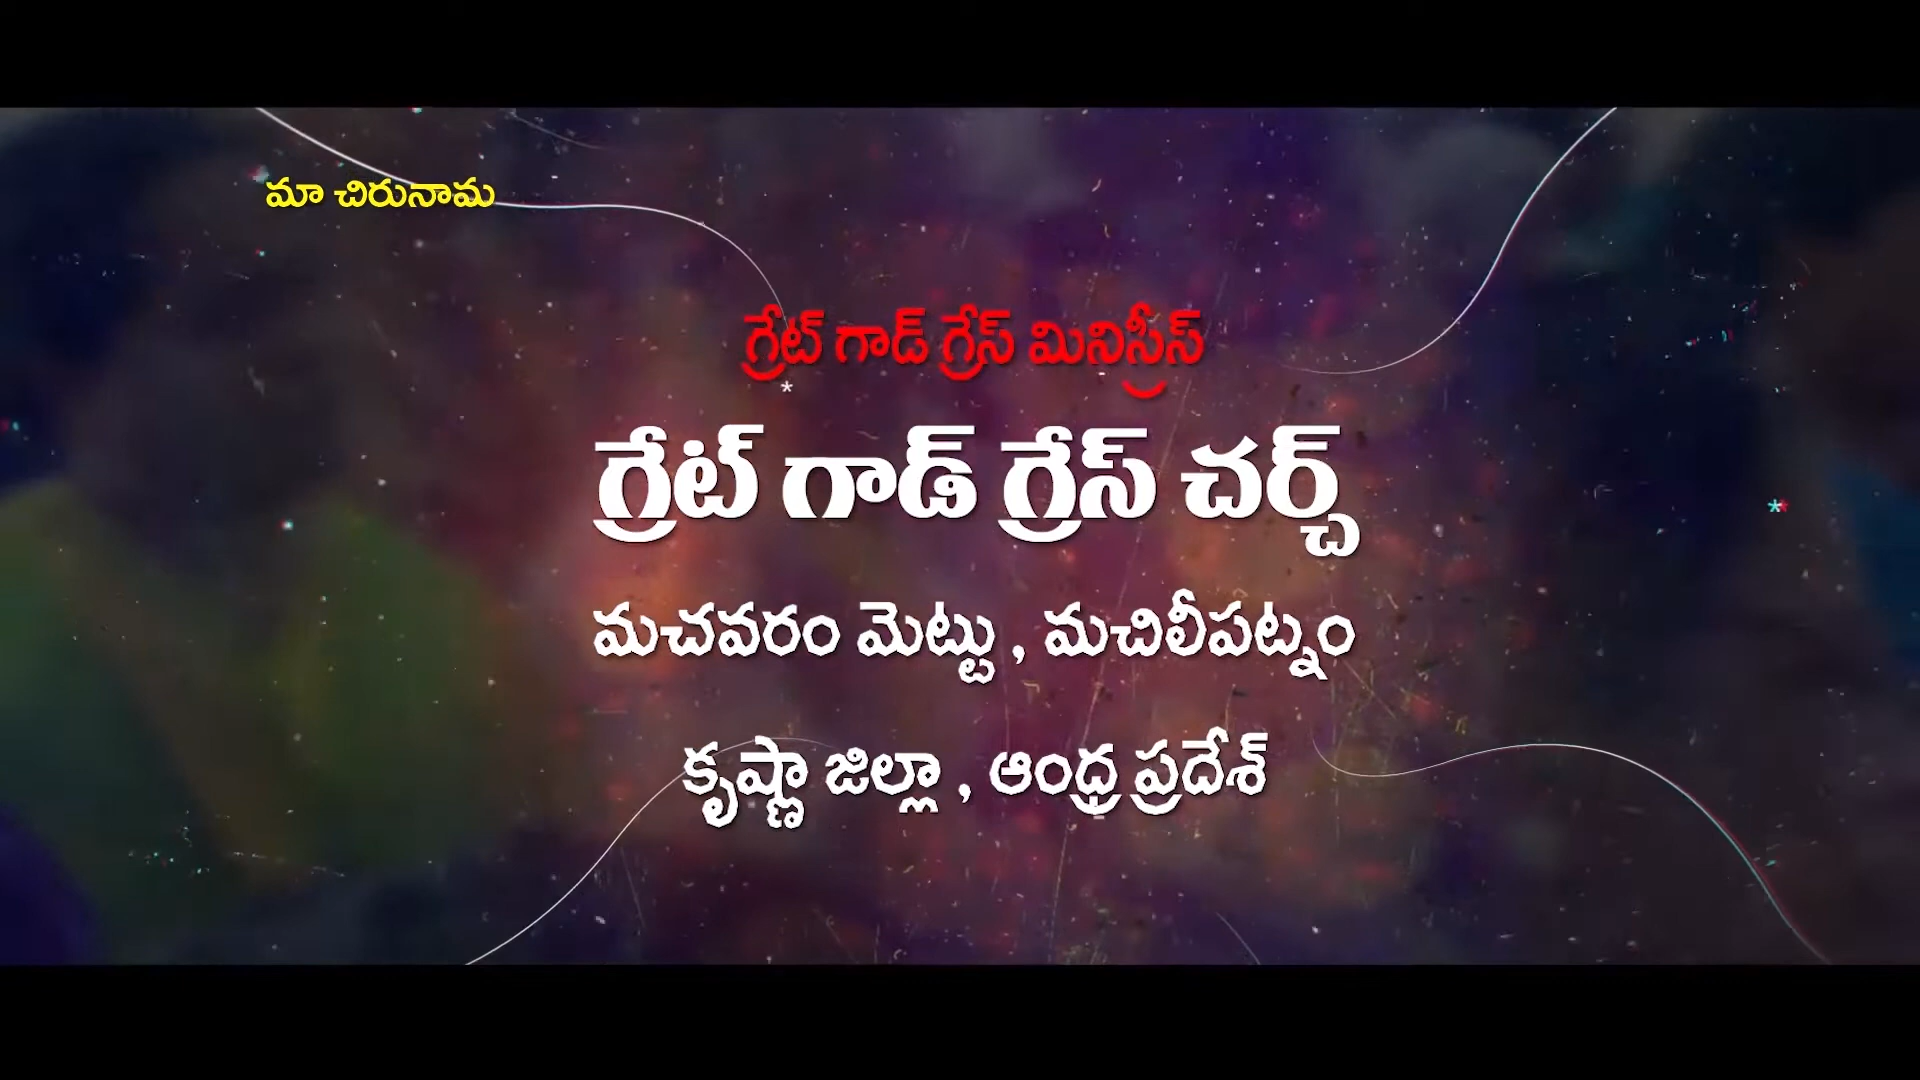 మా చిరునామ
గ్రేట్ గాడ్ గ్రేస్ మినిస్ట్రీస్
గ్రేట్ గాడ్ గ్రేస్ చర్చ్
మచవరం మెట్టు , మచిలీపట్నం
కృష్ణా జిల్లా , ఆంధ్ర ప్రదేశ్